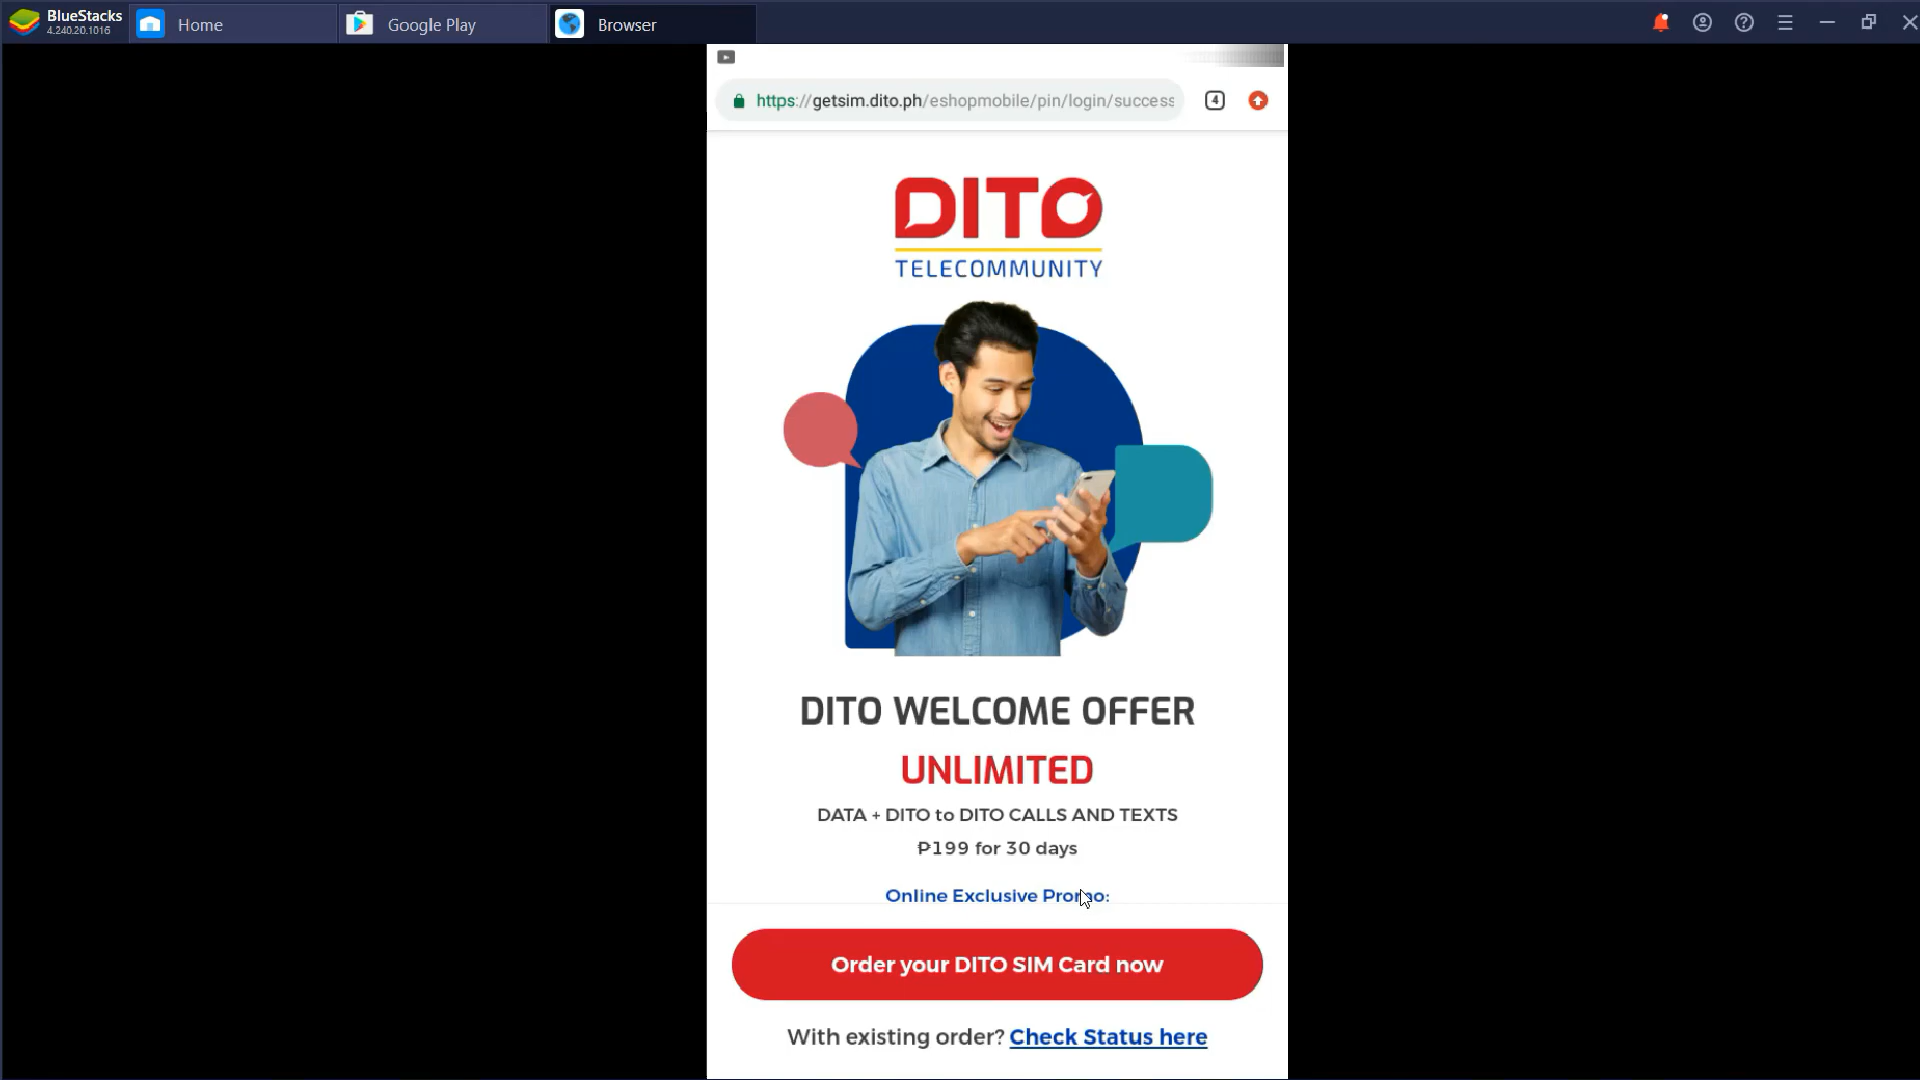 BlueStacks
4.240.20.1016
Home
Google Play
Browser
https://getsim.dito.ph/eshopmobile/pin/login/success
4
DITO
TELECOMMUNITY
DITO WELCOME OFFER
UNLIMITED
DATA + DITO to DITO CALLS AND TEXTS
₱199 for 30 days
Online Exclusive Promo:
Order your DITO SIM Card now
With existing order? Check Status here